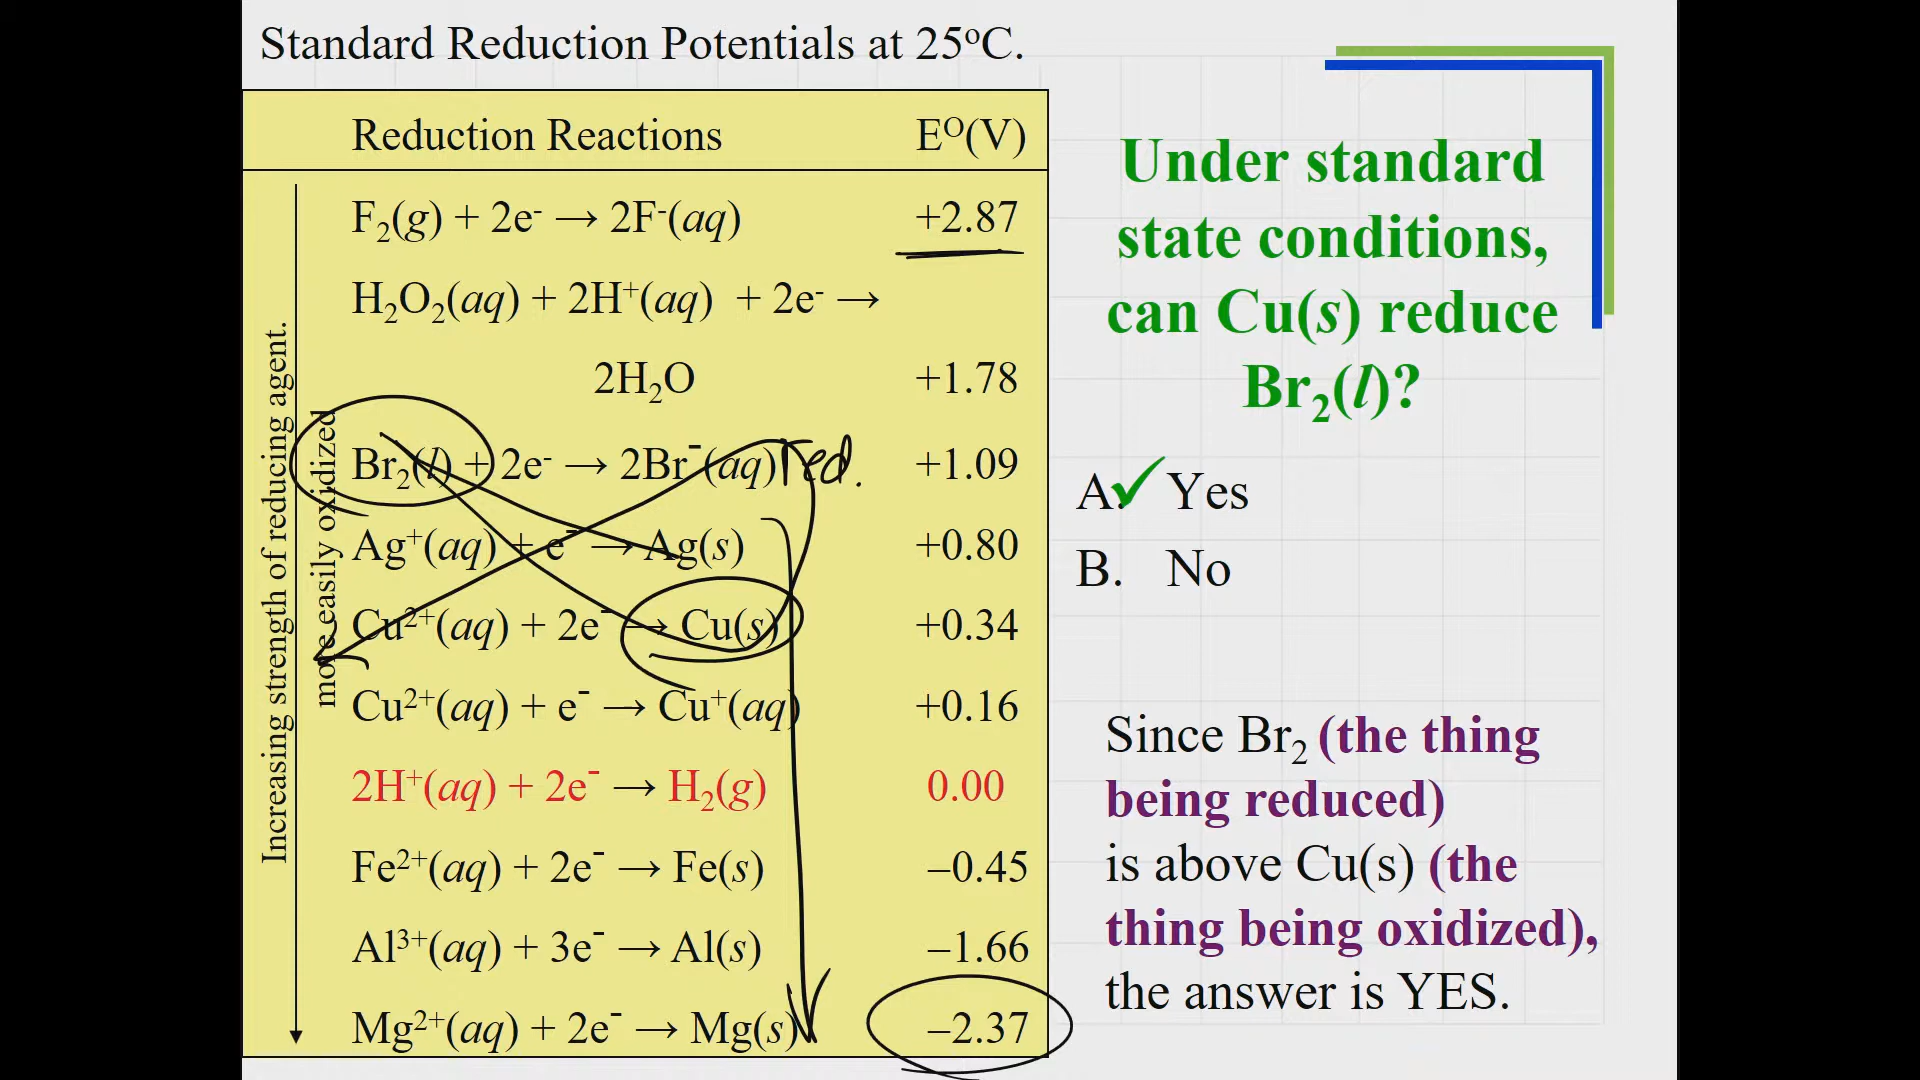 Standard Reduction Potentials at 25ºC.
Reduction Reactions Eᴼ(V)
F₂(g) + 2e⁻ → 2F⁻(aq) +2.87
H₂O₂(aq) + 2H⁺(aq) + 2e⁻ →
2H₂O +1.78
Br₂(l) + 2e⁻ → 2Br⁻(aq) red. +1.09
Ag⁺(aq) + e⁻ → Ag(s) +0.80
Cu²⁺(aq) + 2e⁻ → Cu(s) +0.34
Cu²⁺(aq) + e⁻ → Cu⁺(aq) +0.16
2H⁺(aq) + 2e⁻ → H₂(g) 0.00
Fe²⁺(aq) + 2e⁻ → Fe(s) –0.45
Al³⁺(aq) + 3e⁻ → Al(s) –1.66
Mg²⁺(aq) + 2e⁻ → Mg(s) –2.37
Increasing strength of reducing agent.
more easily oxidized
Under standard
state conditions,
can Cu(s) reduce
Br₂(l)?
A. ✓ Yes
B. No
Since Br₂ (the thing
being reduced)
is above Cu(s) (the
thing being oxidized),
the answer is YES.